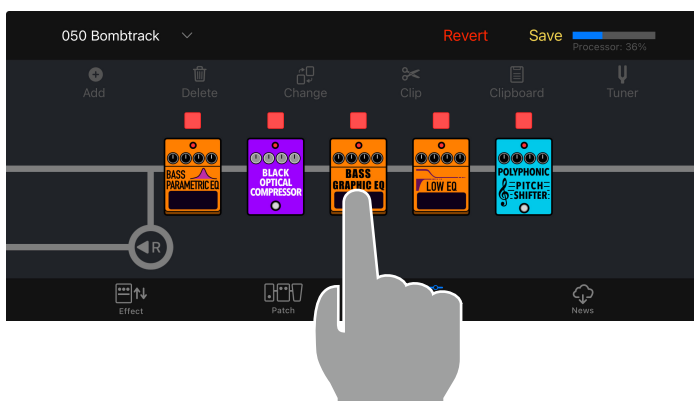 050 Bombtrack
Revert
Save
Processor: 36%
Add
Delete
Change
Clip
Clipboard
Tuner
BASS
PARAMETRIC EQ
BLACK
OPTICAL
COMPRESSOR
BASS
GRAPHIC EQ
LOW EQ
POLYPHONIC
PITCH
SHIFTER
R
Effect
Patch
News